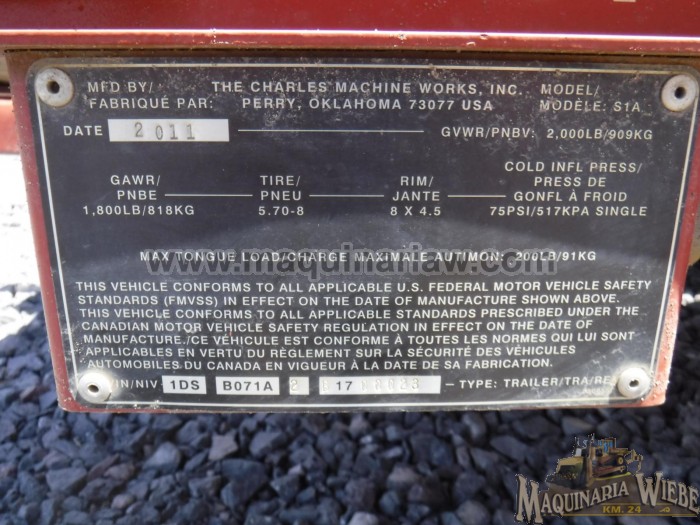 MFD BY/ THE CHARLES MACHINE WORKS, INC. MODEL/
FABRIQUÉ PAR: PERRY, OKLAHOMA 73077 USA MODÈLE: S1A
DATE 2 011 GVWR/PNBV: 2,000LB/909KG
GAWR/ TIRE/ RIM/ COLD INFL PRESS/
PNBE PNEU JANTE PRESS DE
GONFL À FROID
1,800LB/818KG 5.70-8 8 X 4.5 75PSI/517KPA SINGLE
MAX TONGUE LOAD/CHARGE MAXIMALE AUTIMON: 200LB/91KG
www.maquinariaw.com
THIS VEHICLE CONFORMS TO ALL APPLICABLE U.S. FEDERAL MOTOR VEHICLE SAFETY
STANDARDS (FMVSS) IN EFFECT ON THE DATE OF MANUFACTURE SHOWN ABOVE.
THIS VEHICLE CONFORMS TO ALL APPLICABLE STANDARDS PRESCRIBED UNDER THE
CANADIAN MOTOR VEHICLE SAFETY REGULATION IN EFFECT ON THE DATE OF
MANUFACTURE./CE VÉHICULE EST CONFORME À TOUTES LES NORMES QUI LUI SONT
APPLICABLES EN VERTU DU RÈGLEMENT SUR LA SÉCURITÉ DES VÉHICULES
AUTOMOBILES DU CANADA EN VIGUEUR À LA DATE DE SA FABRICATION.
VIN/NIV 1DS B071A 2 17 TYPE: TRAILER/TRA/RE
MAQUINARIA WIEBE
KM. 24